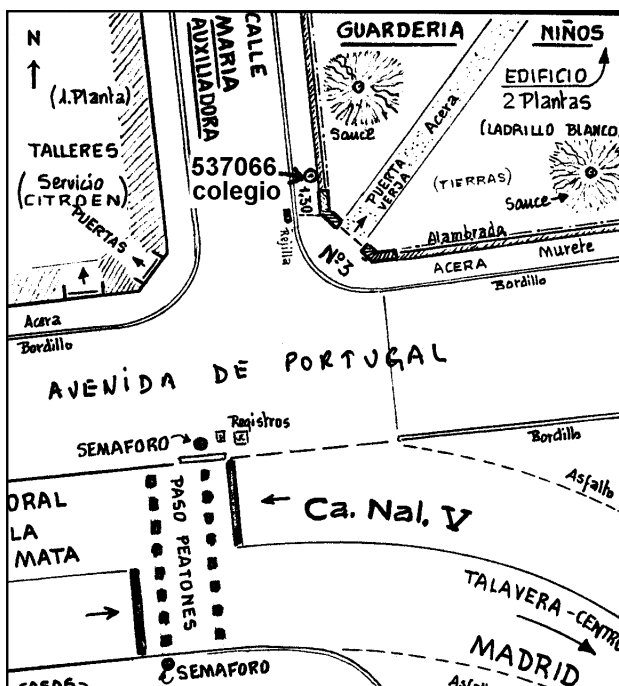 N
(1.Planta)
TALLERES
(Servicio
CITROEN)
PUERTAS
Acera
Bordillo
CALLE
MARIA
AUXILIADORA
537066
colegio
1,30
Rejilla
GUARDERIA
NIÑOS
EDIFICIO
2 Plantas
(LADRILLO BLANCO)
Sauce
Acera
PUERTA
VERJA
(TIERRAS)
Sauce
Alambrada
Nº3
ACERA
Murete
Bordillo
AVENIDA DE PORTUGAL
SEMAFORO
Registros
Bordillo
Asfalto
ORAL
LA
MATA
PASO PEATONES
Ca. Nal. V
TALAVERA-CENTRO
MADRID
SEMAFORO